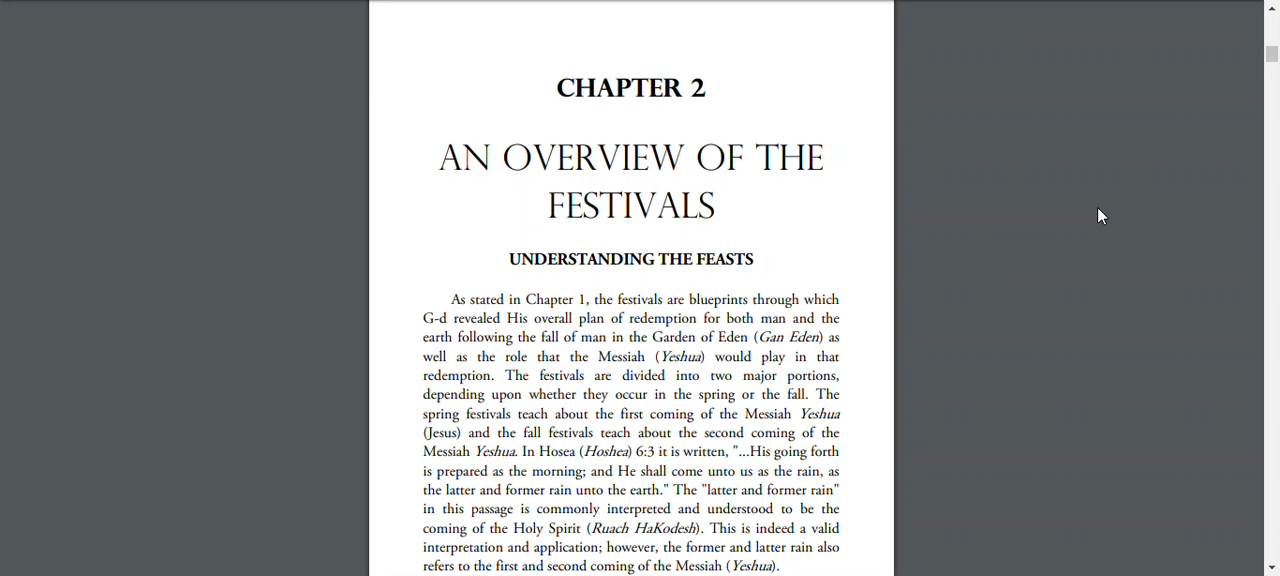 CHAPTER 2
AN OVERVIEW OF THE
FESTIVALS
UNDERSTANDING THE FEASTS
As stated in Chapter 1, the festivals are blueprints through which
G-d revealed His overall plan of redemption for both man and the
earth following the fall of man in the Garden of Eden (Gan Eden) as
well as the role that the Messiah (Yeshua) would play in that
redemption. The festivals are divided into two major portions,
depending upon whether they occur in the spring or the fall. The
spring festivals teach about the first coming of the Messiah Yeshua
(Jesus) and the fall festivals teach about the second coming of the
Messiah Yeshua. In Hosea (Hoshea) 6:3 it is written, "...His going forth
is prepared as the morning; and He shall come unto us as the rain, as
the latter and former rain unto the earth." The "latter and former rain"
in this passage is commonly interpreted and understood to be the
coming of the Holy Spirit (Ruach HaKodesh). This is indeed a valid
interpretation and application; however, the former and latter rain also
refers to the first and second coming of the Messiah (Yeshua).